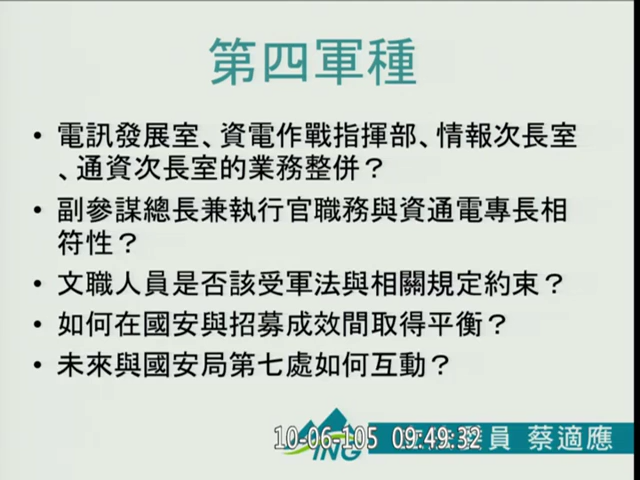 第四軍種
• 電訊發展室、資電作戰指揮部、情報次長室
、通資次長室的業務整併？
• 副參謀總長兼執行官職務與資通電專長相
符性？
• 文職人員是否該受軍法與相關規定約束？
• 如何在國安與招募成效間取得平衡？
• 未來與國安局第七處如何互動？
10-06-105 09:49:32
ING
員 蔡適應